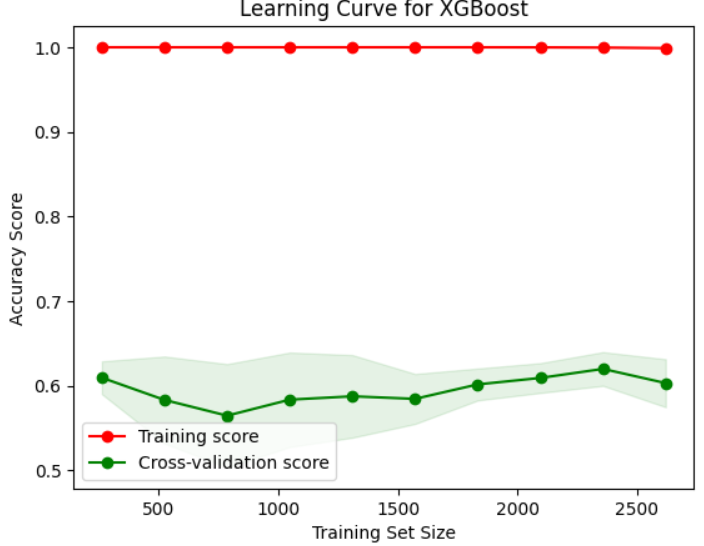 Learning Curve for XGBoost
1.0
0.9
0.8
0.7
0.6
0.5
Accuracy Score
Training score
Cross-validation score
500 1000 1500 2000 2500
Training Set Size